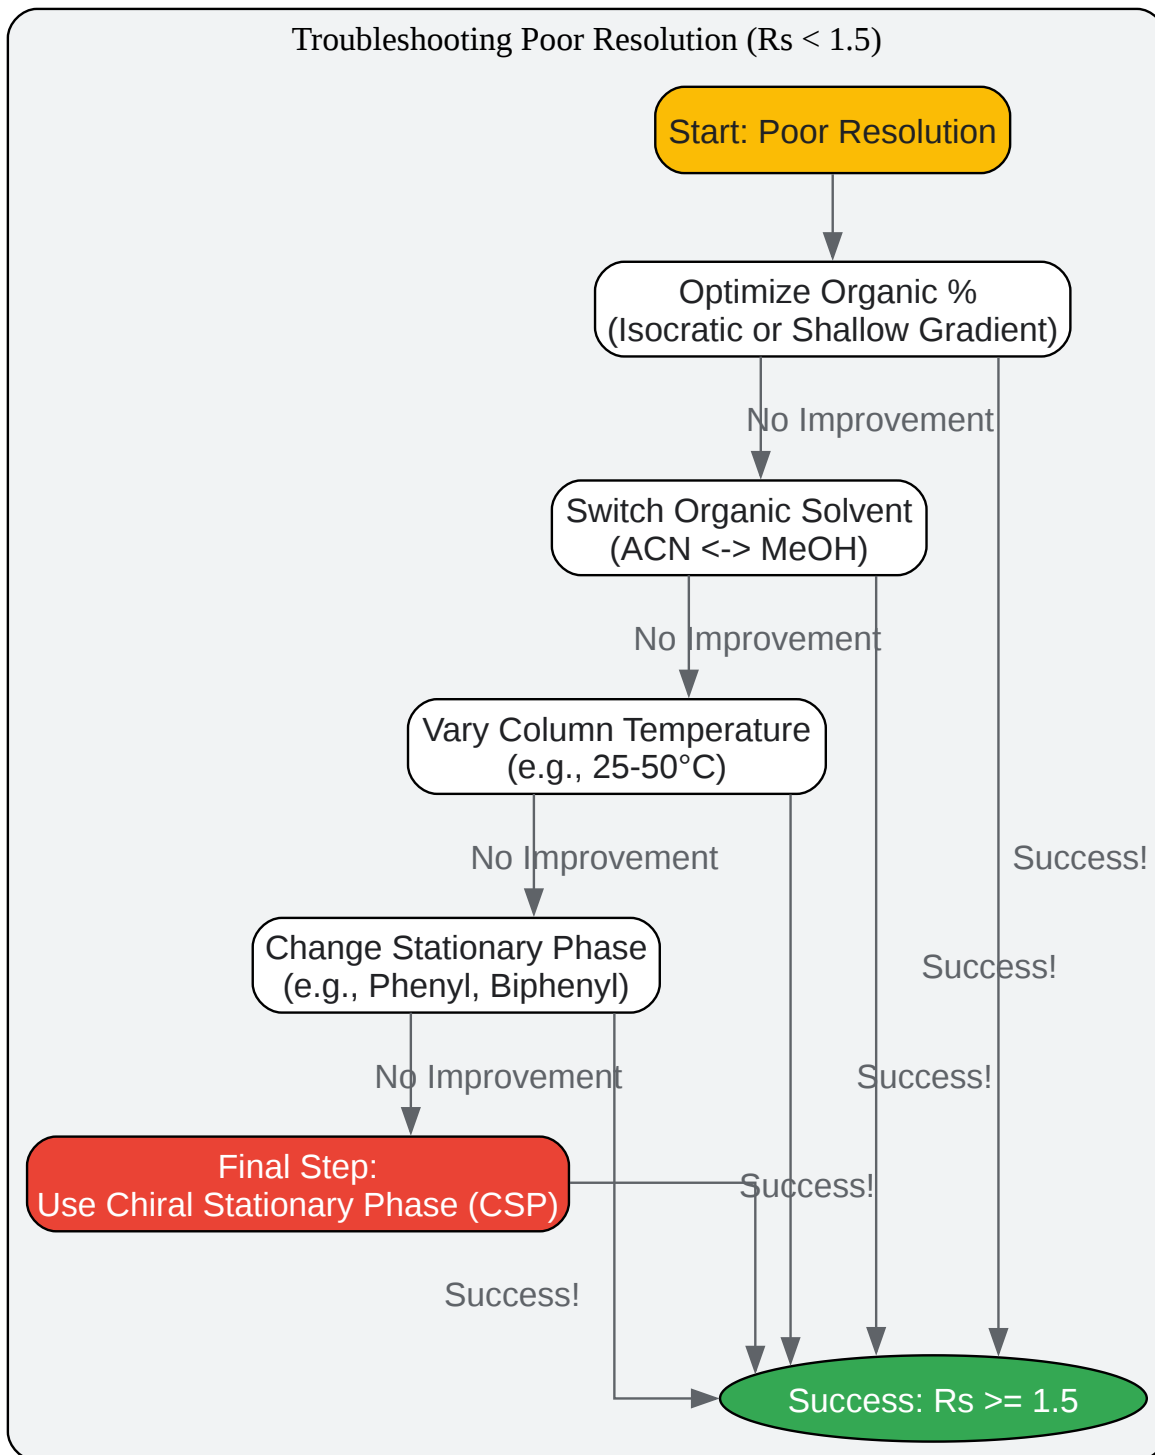 Troubleshooting Poor Resolution (Rs < 1.5)
Start: Poor Resolution
Optimize Organic %
(Isocratic or Shallow Gradient)
No Improvement
Switch Organic Solvent
(ACN <-> MeOH)
No Improvement
Vary Column Temperature
(e.g., 25-50°C)
No Improvement
Success!
Change Stationary Phase
(e.g., Phenyl, Biphenyl)
Success!
No Improvement
Success!
Final Step:
Use Chiral Stationary Phase (CSP)
Success!
Success!
Success: Rs >= 1.5